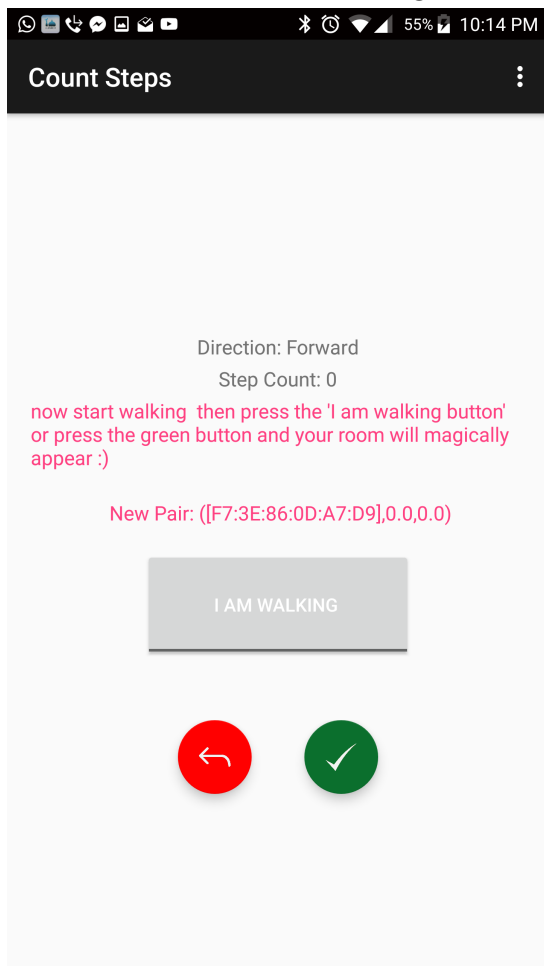 55% 10:14 PM
Count Steps
Direction: Forward
Step Count: 0
now start walking  then press the 'I am walking button'
or press the green button and your room will magically
appear :)
New Pair: ([F7:3E:86:0D:A7:D9],0.0,0.0)
I AM WALKING